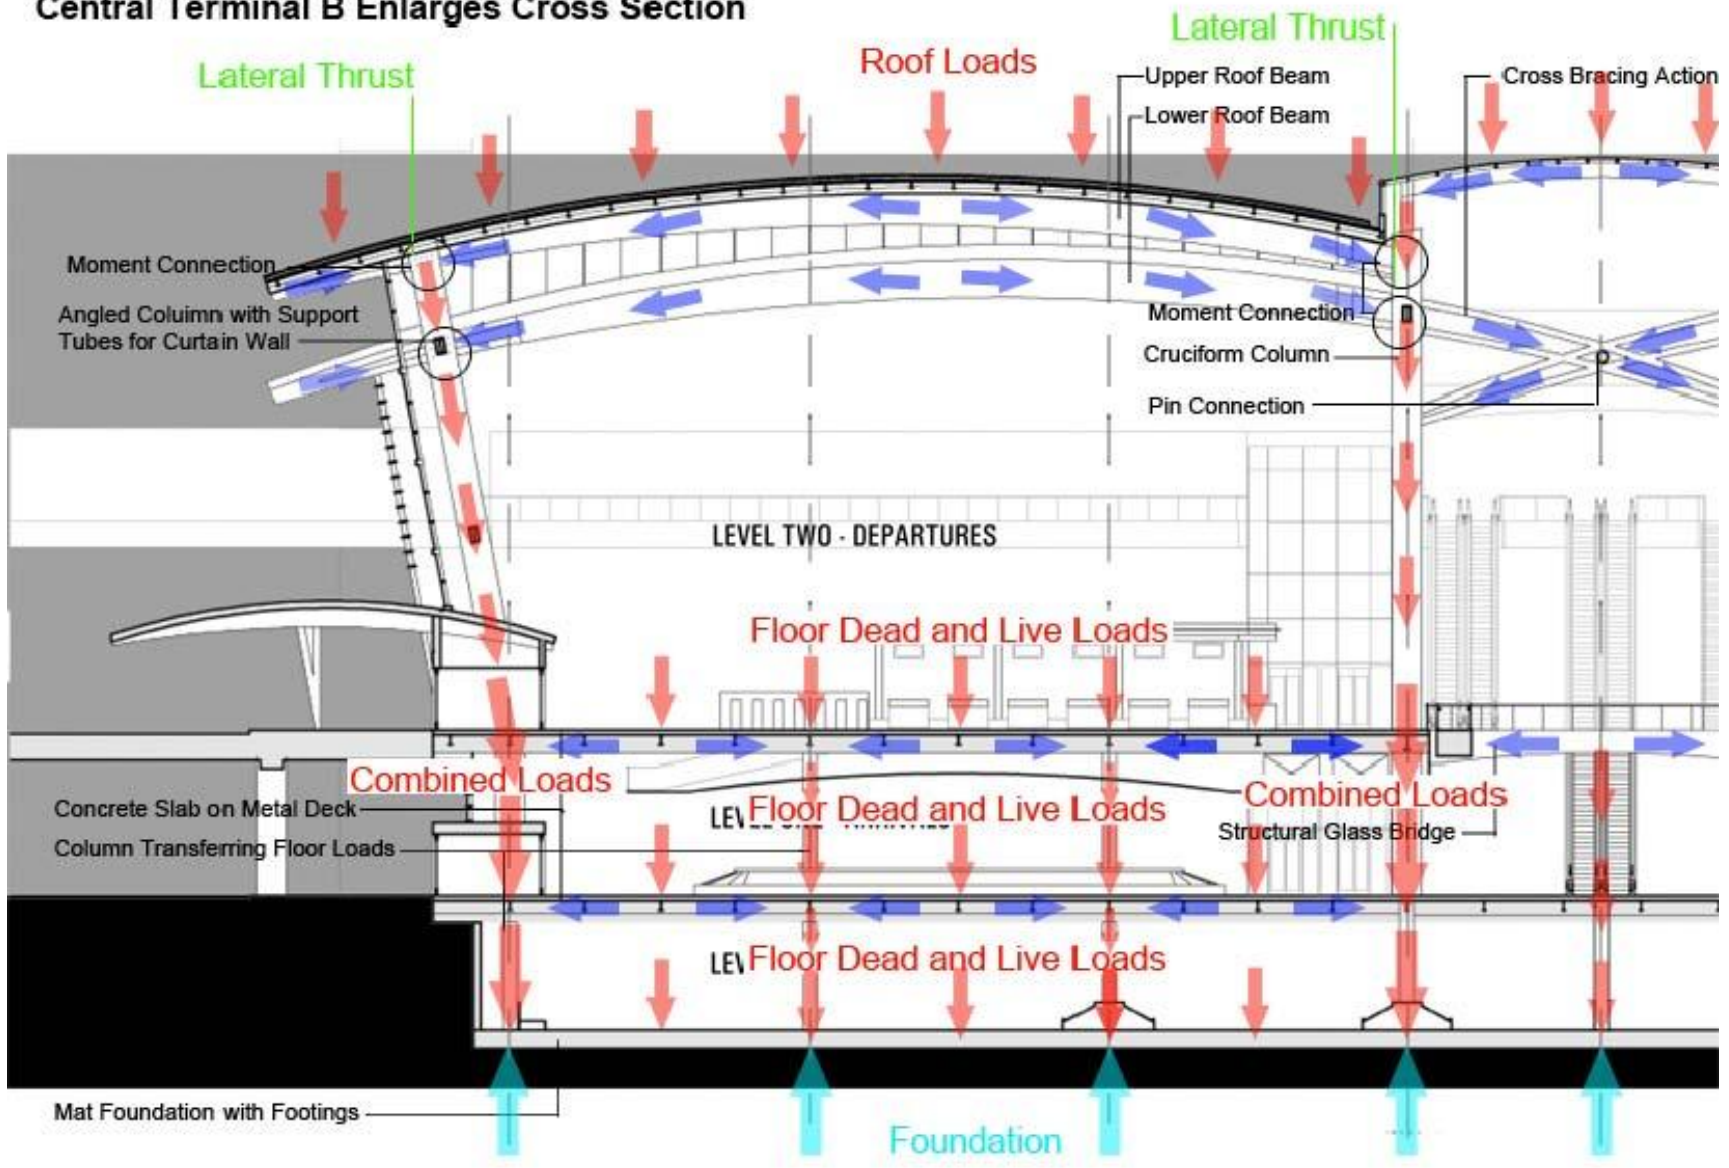 Central Terminal B Enlarges Cross Section
Lateral Thrust
Lateral Thrust
Roof Loads
Upper Roof Beam
Lower Roof Beam
Cross Bracing Action
Moment Connection
Angled Coluimn with Support
Tubes for Curtain Wall
Moment Connection
Cruciform Column
Pin Connection
LEVEL TWO - DEPARTURES
Floor Dead and Live Loads
Combined Loads
Floor Dead and Live Loads
Combined Loads
Concrete Slab on Metal Deck
Structural Glass Bridge
Column Transferring Floor Loads
Floor Dead and Live Loads
Mat Foundation with Footings
Foundation